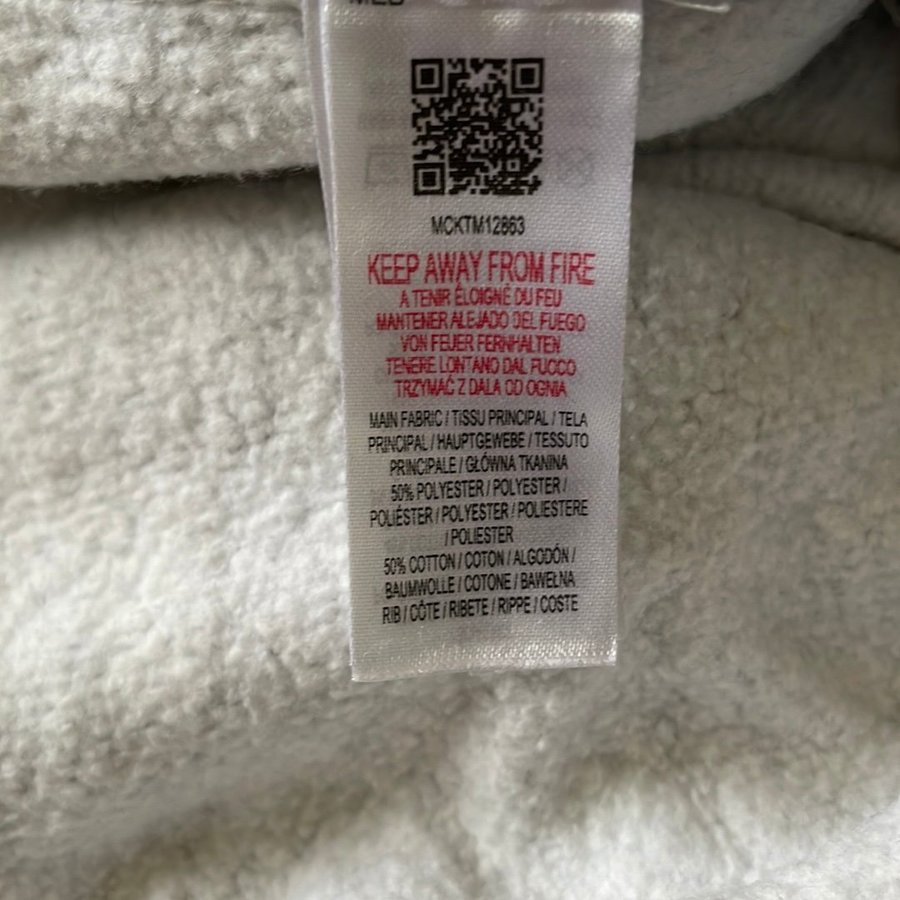 MCKTM12863
KEEP AWAY FROM FIRE
A TENIR ÉLOIGNÉ DU FEU
MANTENER ALEJADO DEL FUEGO
VON FEUER FERNHALTEN
TENERE LONTANO DAL FUOCO
TRZYMAĆ Z DALA OD OGNIA
MAIN FABRIC / TISSU PRINCIPAL / TELA
PRINCIPAL / HAUPTGEWEBE / TESSUTO
PRINCIPALE / GŁÓWNA TKANINA
50% POLYESTER / POLYESTER /
POLIÉSTER / POLYESTER / POLIESTERE
/ POLIESTER
50% COTTON / COTON / ALGODÓN /
BAUMWOLLE / COTONE / BAWEŁNA
RIB / CÔTE / RIBETE / RIPPE / COSTE